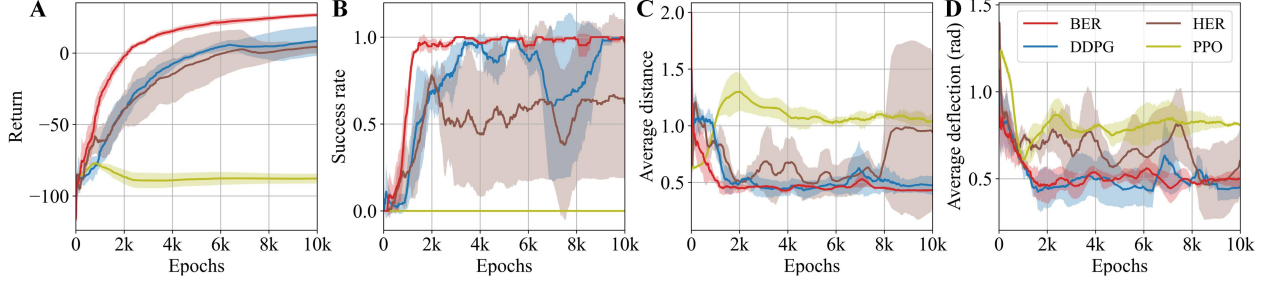 A
Return
0
−50
−100
0
2k
4k
6k
8k
10k
Epochs
B
Success rate
1.0
0.5
0.0
0
2k
4k
6k
8k
10k
Epochs
C
Average distance
2.0
1.5
1.0
0.5
0
2k
4k
6k
8k
10k
Epochs
D
Average deflection (rad)
1.5
1.0
0.5
0
2k
4k
6k
8k
10k
Epochs
BER
DDPG
HER
PPO